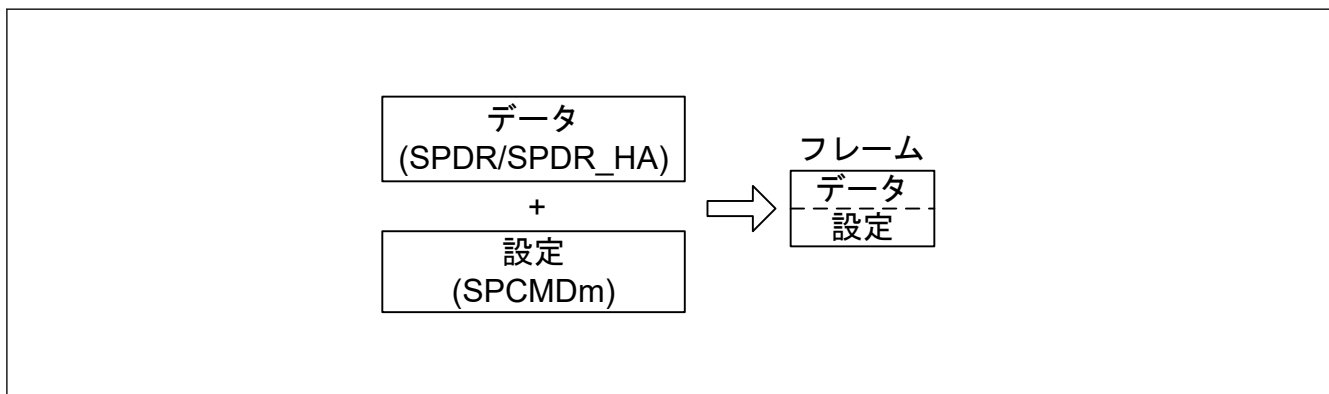 データ
(SPDR/SPDR_HA)
+
設定
(SPCMDm)
フレーム
データ
設定